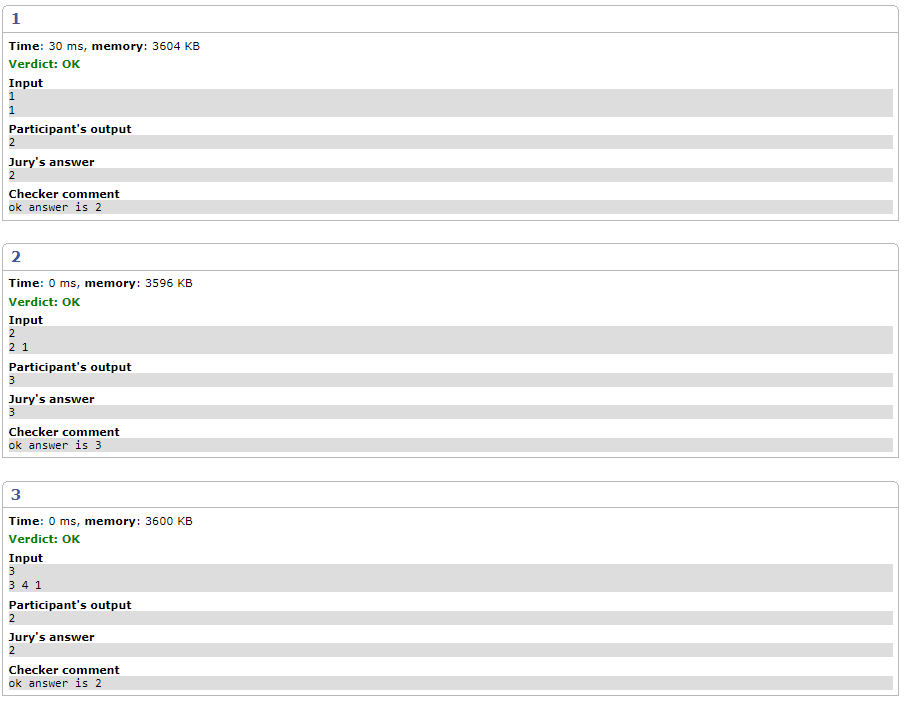 1
Time: 30 ms, memory: 3604 KB
Verdict: OK
Input
1
1
Participant's output
2
Jury's answer
2
Checker comment
ok answer is 2
2
Time: 0 ms, memory: 3596 KB
Verdict: OK
Input
2
2 1
Participant's output
3
Jury's answer
3
Checker comment
ok answer is 3
3
Time: 0 ms, memory: 3600 KB
Verdict: OK
Input
3
3 4 1
Participant's output
2
Jury's answer
2
Checker comment
ok answer is 2